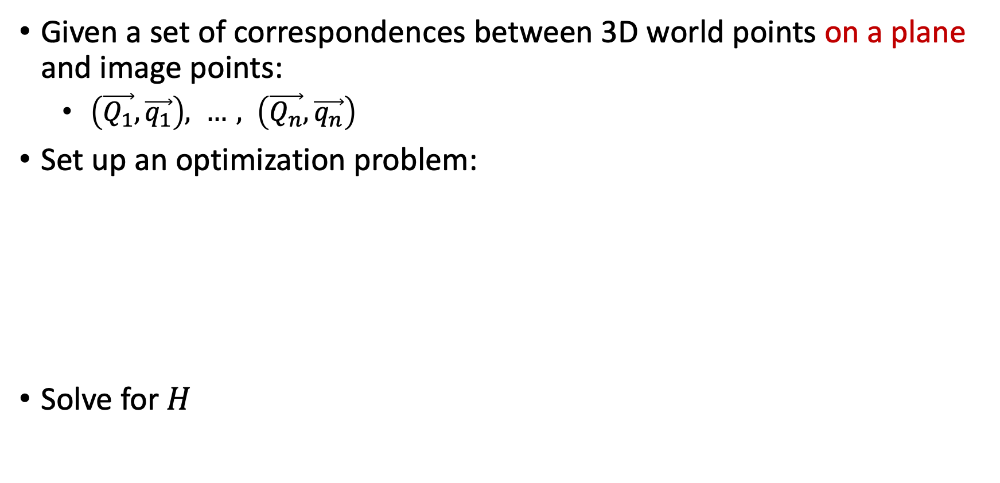 • Given a set of correspondences between 3D world points on a plane
and image points:
• (\overrightarrow{Q_1}, \overrightarrow{q_1}), … , (\overrightarrow{Q_n}, \overrightarrow{q_n})
• Set up an optimization problem:
• Solve for H